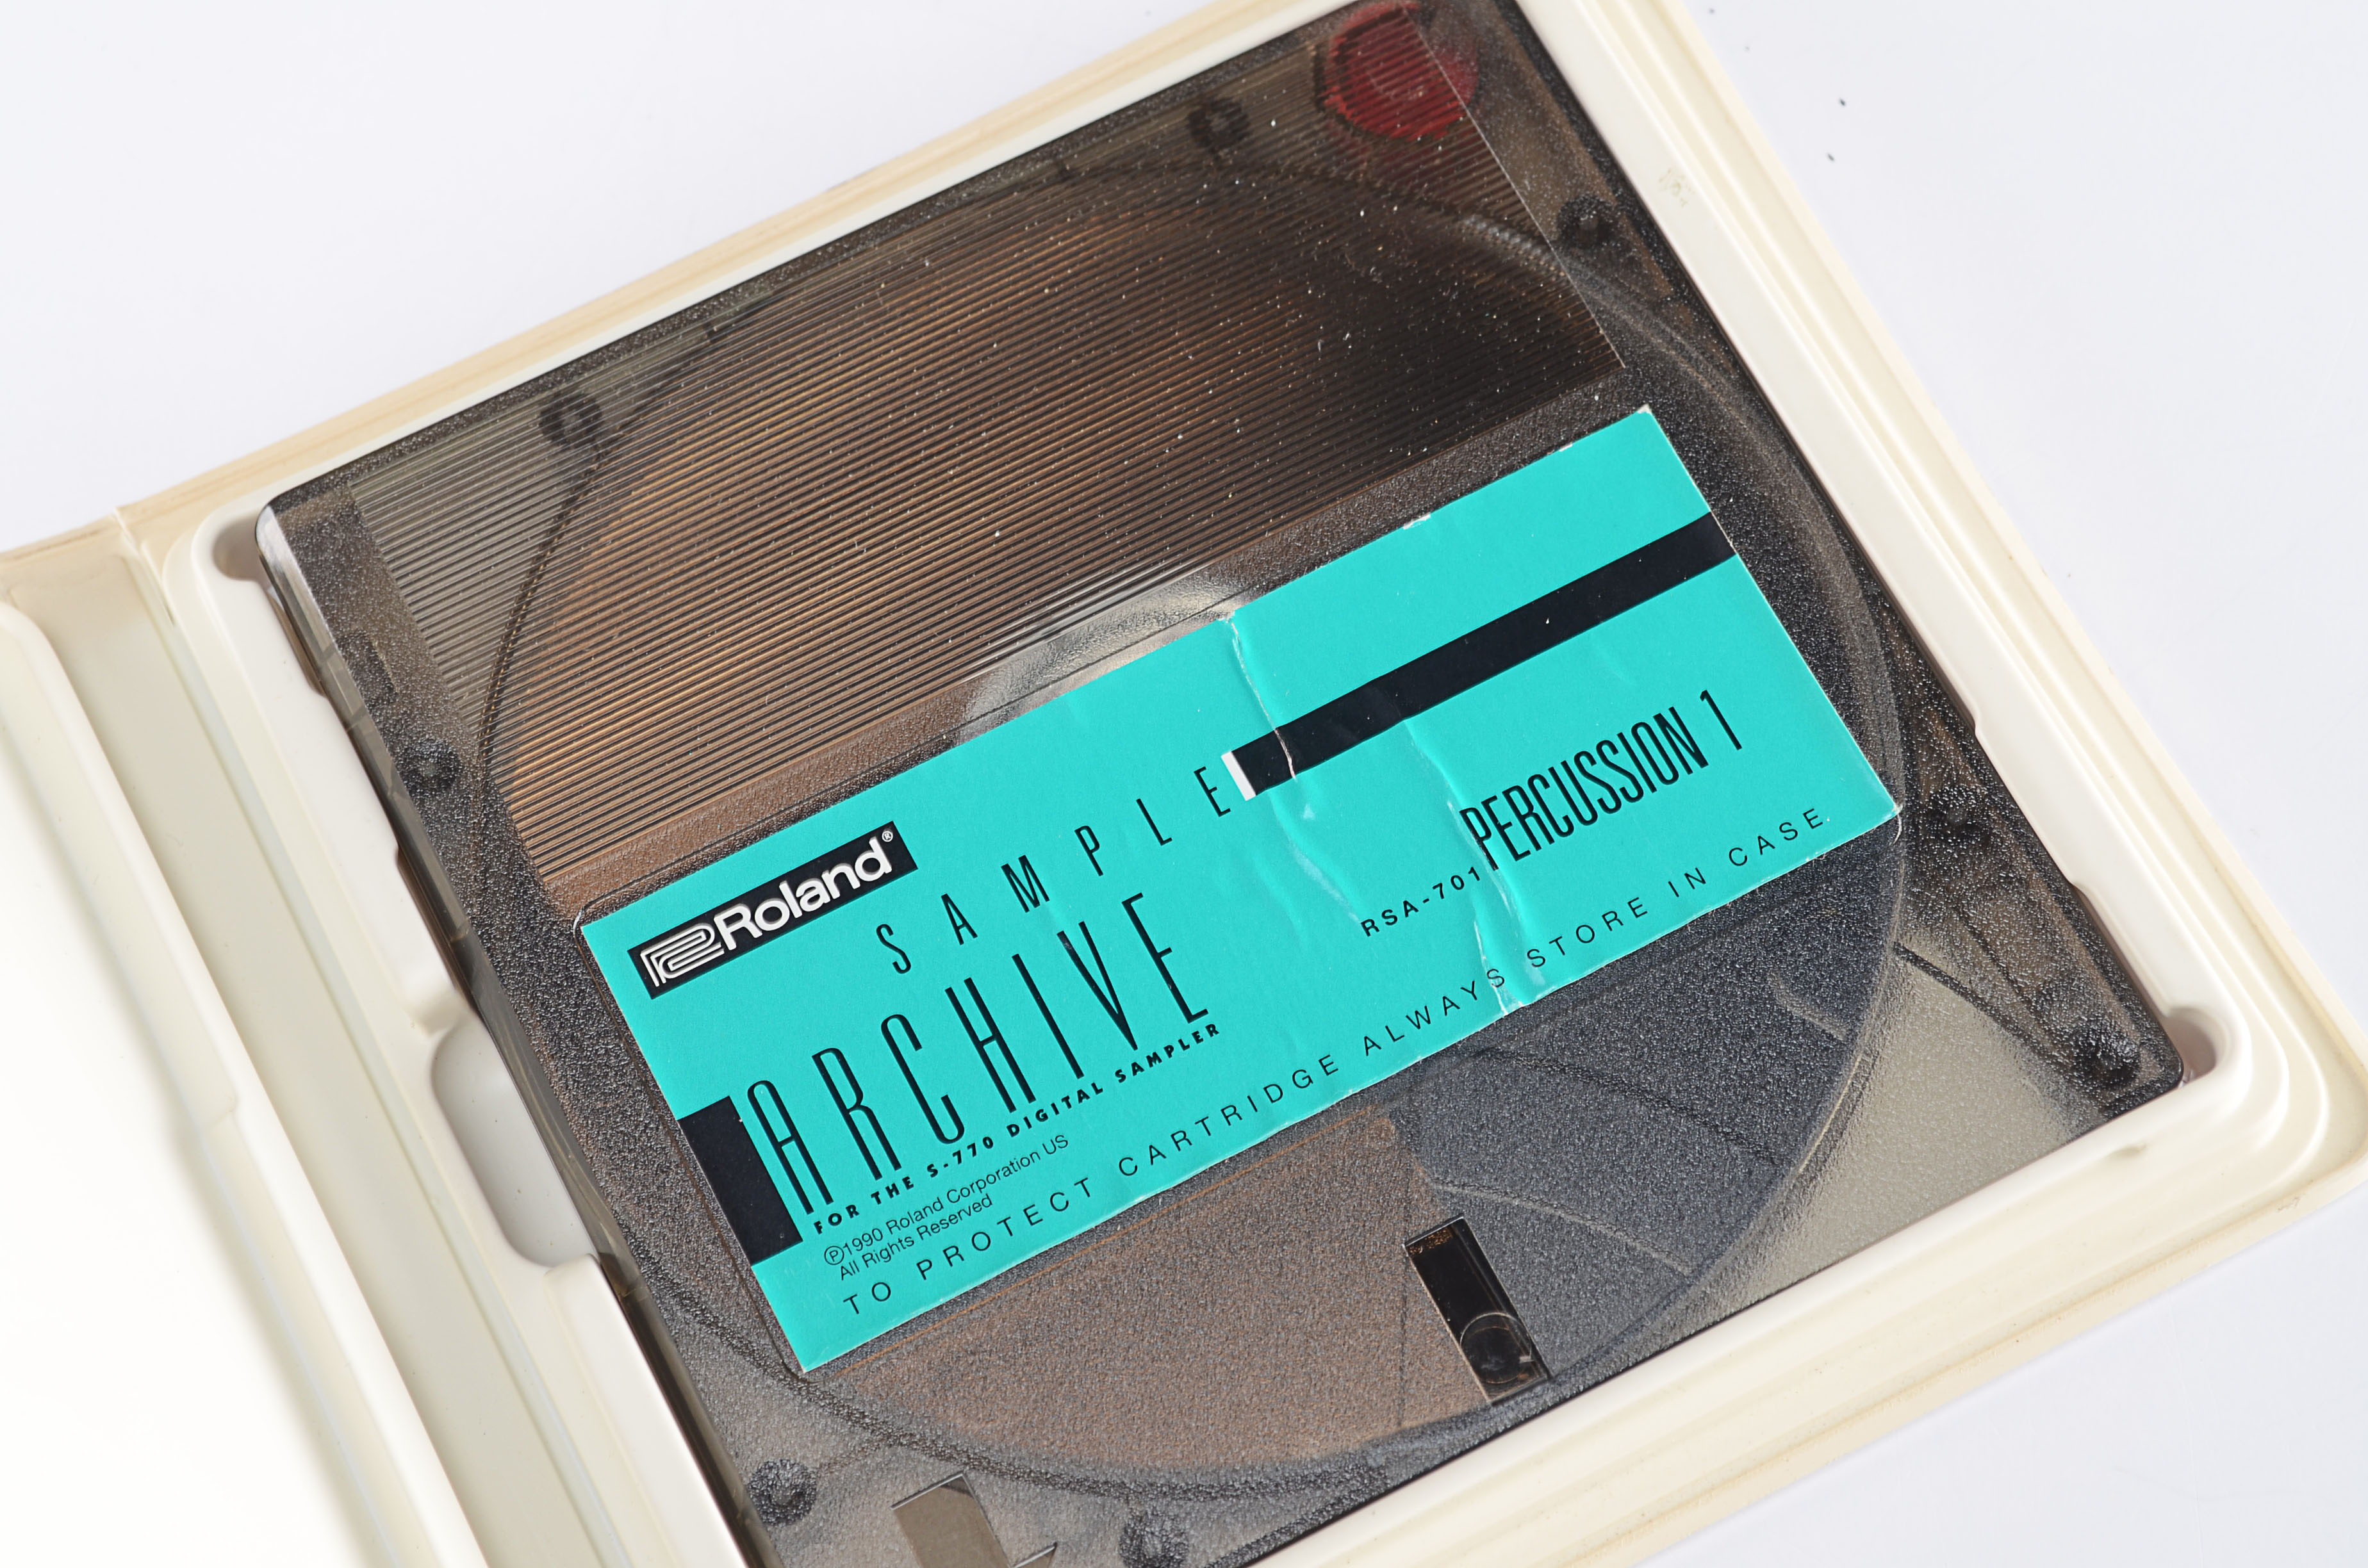 Roland®
SAMPLE
ARCHIVE
FOR THE S-770 DIGITAL SAMPLER
℗1990 Roland Corporation US
All Rights Reserved
RSA-701 PERCUSSION 1
TO PROTECT CARTRIDGE ALWAYS STORE IN CASE.